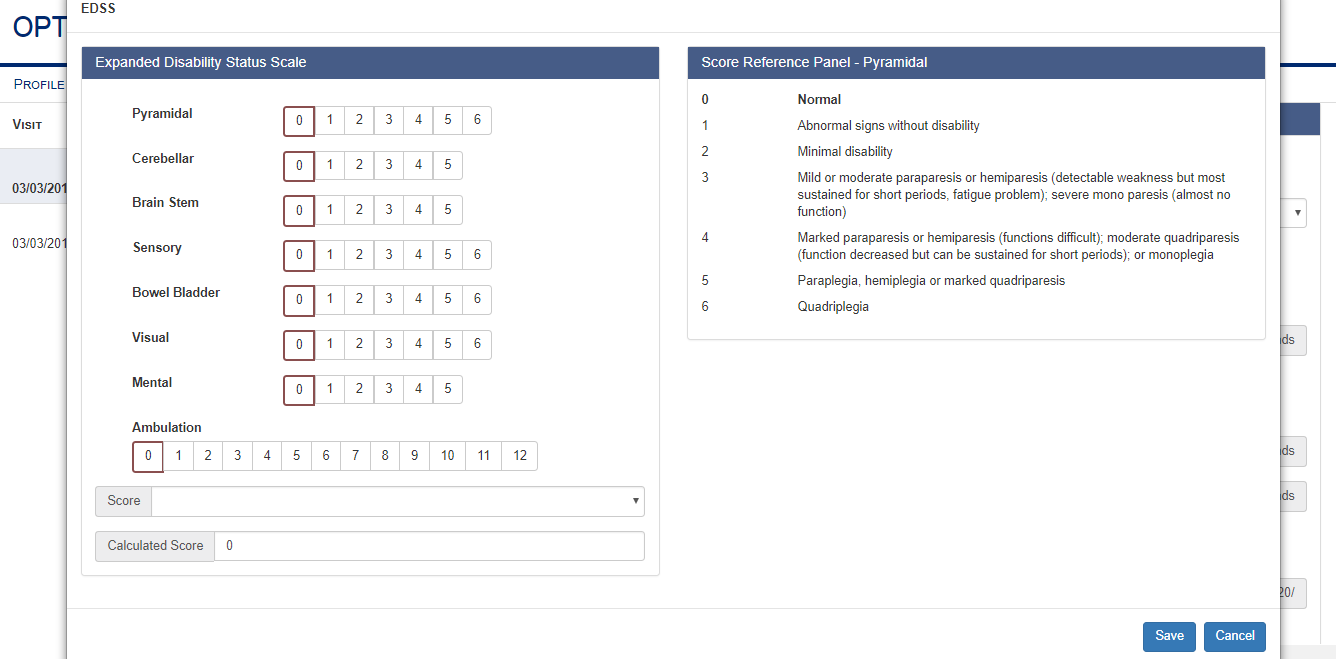 EDSS
OPT
PROFILE
VISIT
03/03/201
03/03/201
Expanded Disability Status Scale
Pyramidal 0 1 2 3 4 5 6
Cerebellar 0 1 2 3 4 5
Brain Stem 0 1 2 3 4 5
Sensory 0 1 2 3 4 5 6
Bowel Bladder 0 1 2 3 4 5 6
Visual 0 1 2 3 4 5 6
Mental 0 1 2 3 4 5
Ambulation
0 1 2 3 4 5 6 7 8 9 10 11 12
Score
Calculated Score 0
Score Reference Panel - Pyramidal
0 Normal
1 Abnormal signs without disability
2 Minimal disability
3 Mild or moderate paraparesis or hemiparesis (detectable weakness but most
sustained for short periods, fatigue problem); severe mono paresis (almost no
function)
4 Marked paraparesis or hemiparesis (functions difficult); moderate quadriparesis
(function decreased but can be sustained for short periods); or monoplegia
5 Paraplegia, hemiplegia or marked quadriparesis
6 Quadriplegia
ds
ds
ds
20/
Save Cancel